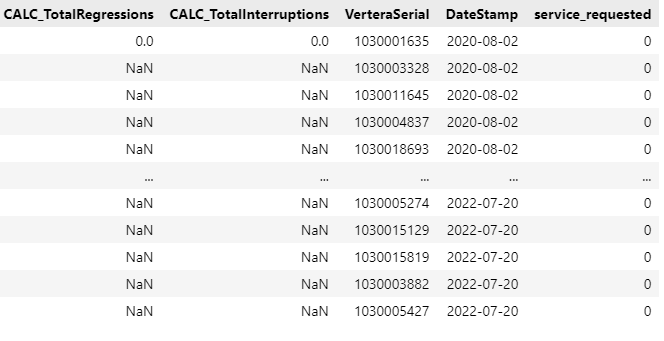 CALC_TotalRegressions CALC_TotalInterruptions VerteraSerial DateStamp service_requested
0.0 0.0 1030001635 2020-08-02 0
NaN NaN 1030003328 2020-08-02 0
NaN NaN 1030011645 2020-08-02 0
NaN NaN 1030004837 2020-08-02 0
NaN NaN 1030018693 2020-08-02 0
... ... ... ... ...
NaN NaN 1030005274 2022-07-20 0
NaN NaN 1030015129 2022-07-20 0
NaN NaN 1030015819 2022-07-20 0
NaN NaN 1030003882 2022-07-20 0
NaN NaN 1030005427 2022-07-20 0